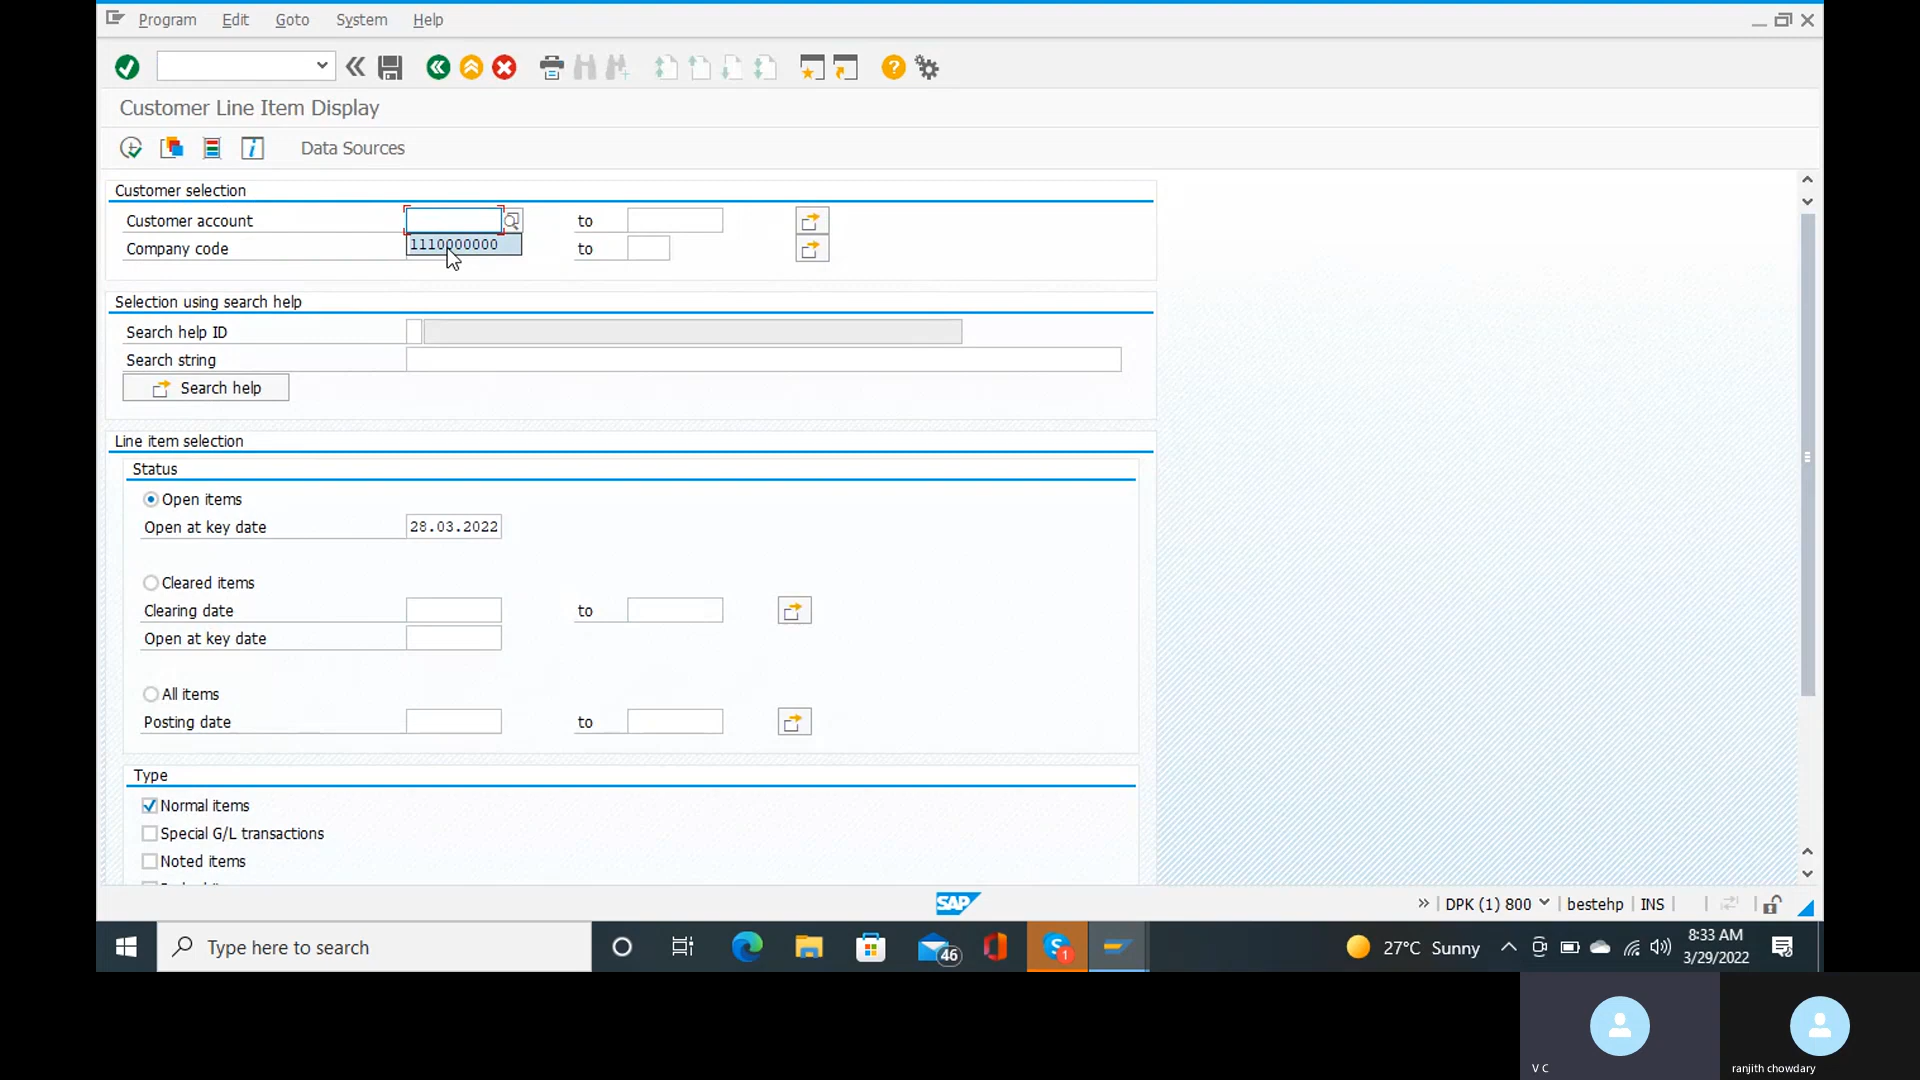 Program Edit Goto System Help
Customer Line Item Display
Data Sources
Customer selection
Customer account to
1110000000
Company code to
Selection using search help
Search help ID
Search string
Search help
Line item selection
Status
Open items
Open at key date 28.03.2022
Cleared items
Clearing date to
Open at key date
All items
Posting date to
Type
Normal items
Special G/L transactions
Noted items
SAP
DPK (1) 800 bestehp INS
Type here to search
46
1
27°C Sunny
8:33 AM
3/29/2022
V C
ranjith chowdary